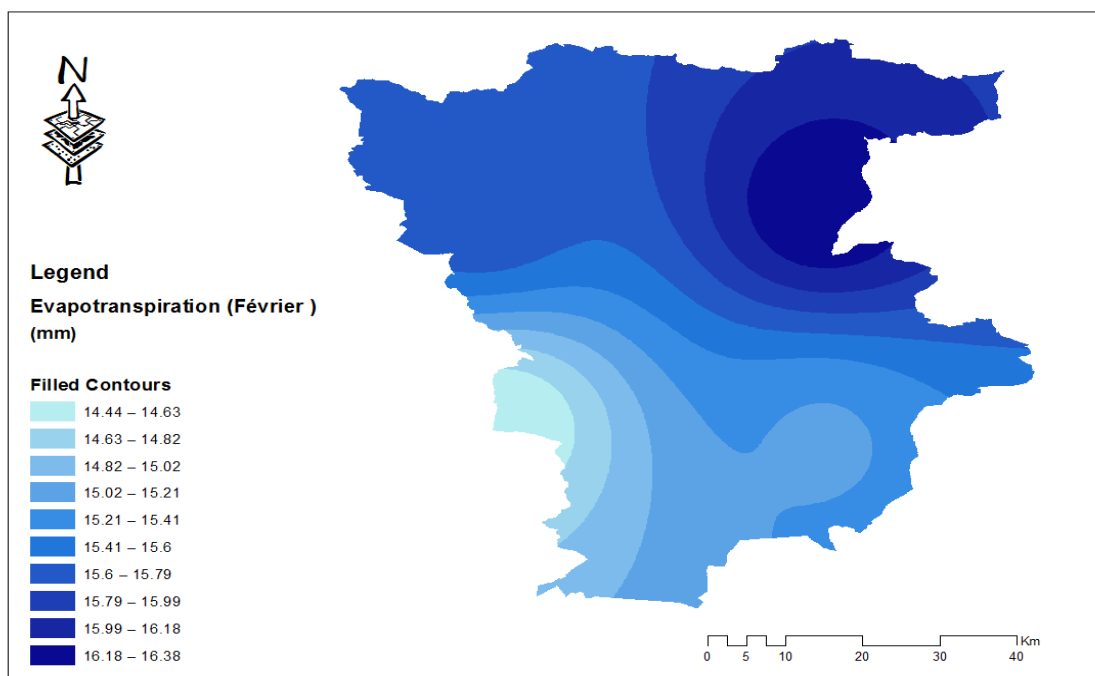 N
Legend
Evapotranspiration (Février )
(mm)
Filled Contours
14.44 – 14.63
14.63 – 14.82
14.82 – 15.02
15.02 – 15.21
15.21 – 15.41
15.41 – 15.6
15.6 – 15.79
15.79 – 15.99
15.99 – 16.18
16.18 – 16.38
Km
0 5 10 20 30 40